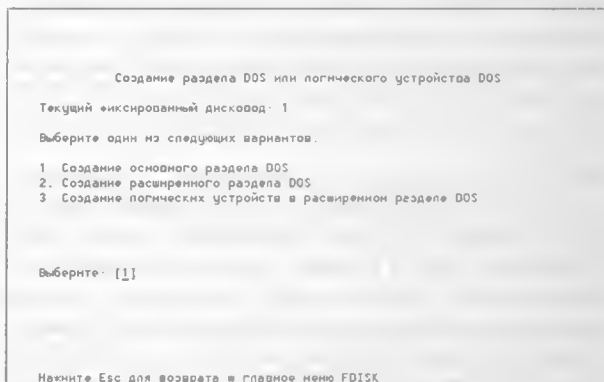 Создание раздела DOS или логического устройства DOS
Текущий фиксированный дисковод: 1
Выберите один из следующих вариантов.
1 Создание основного раздела DOS
2. Создание расширенного раздела DOS
3 Создание логических устройств в расширенном разделе DOS
Выберите: [1]
Нажмите Esc для возврата в главное меню FDISK